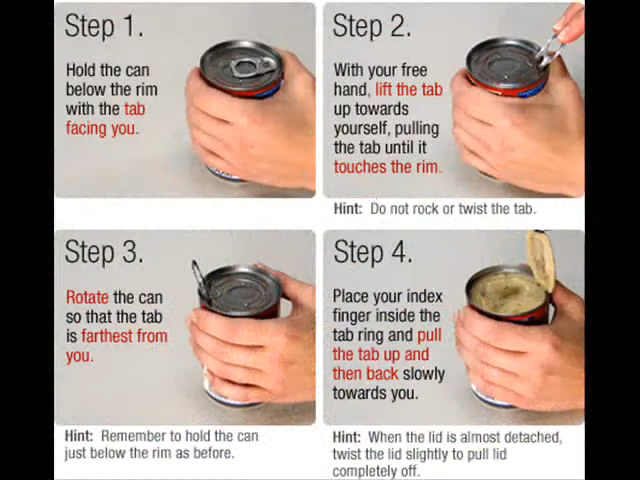 Step 1.
Hold the can
below the rim
with the tab
facing you.
Step 2.
With your free
hand, lift the tab
up towards
yourself, pulling
the tab until it
touches the rim.
Hint: Do not rock or twist the tab.
Step 3.
Rotate the can
so that the tab
is farthest from
you.
Hint: Remember to hold the can
just below the rim as before.
Step 4.
Place your index
finger inside the
tab ring and pull
the tab up and
then back slowly
towards you.
Hint: When the lid is almost detached,
twist the lid slightly to pull lid
completely off.